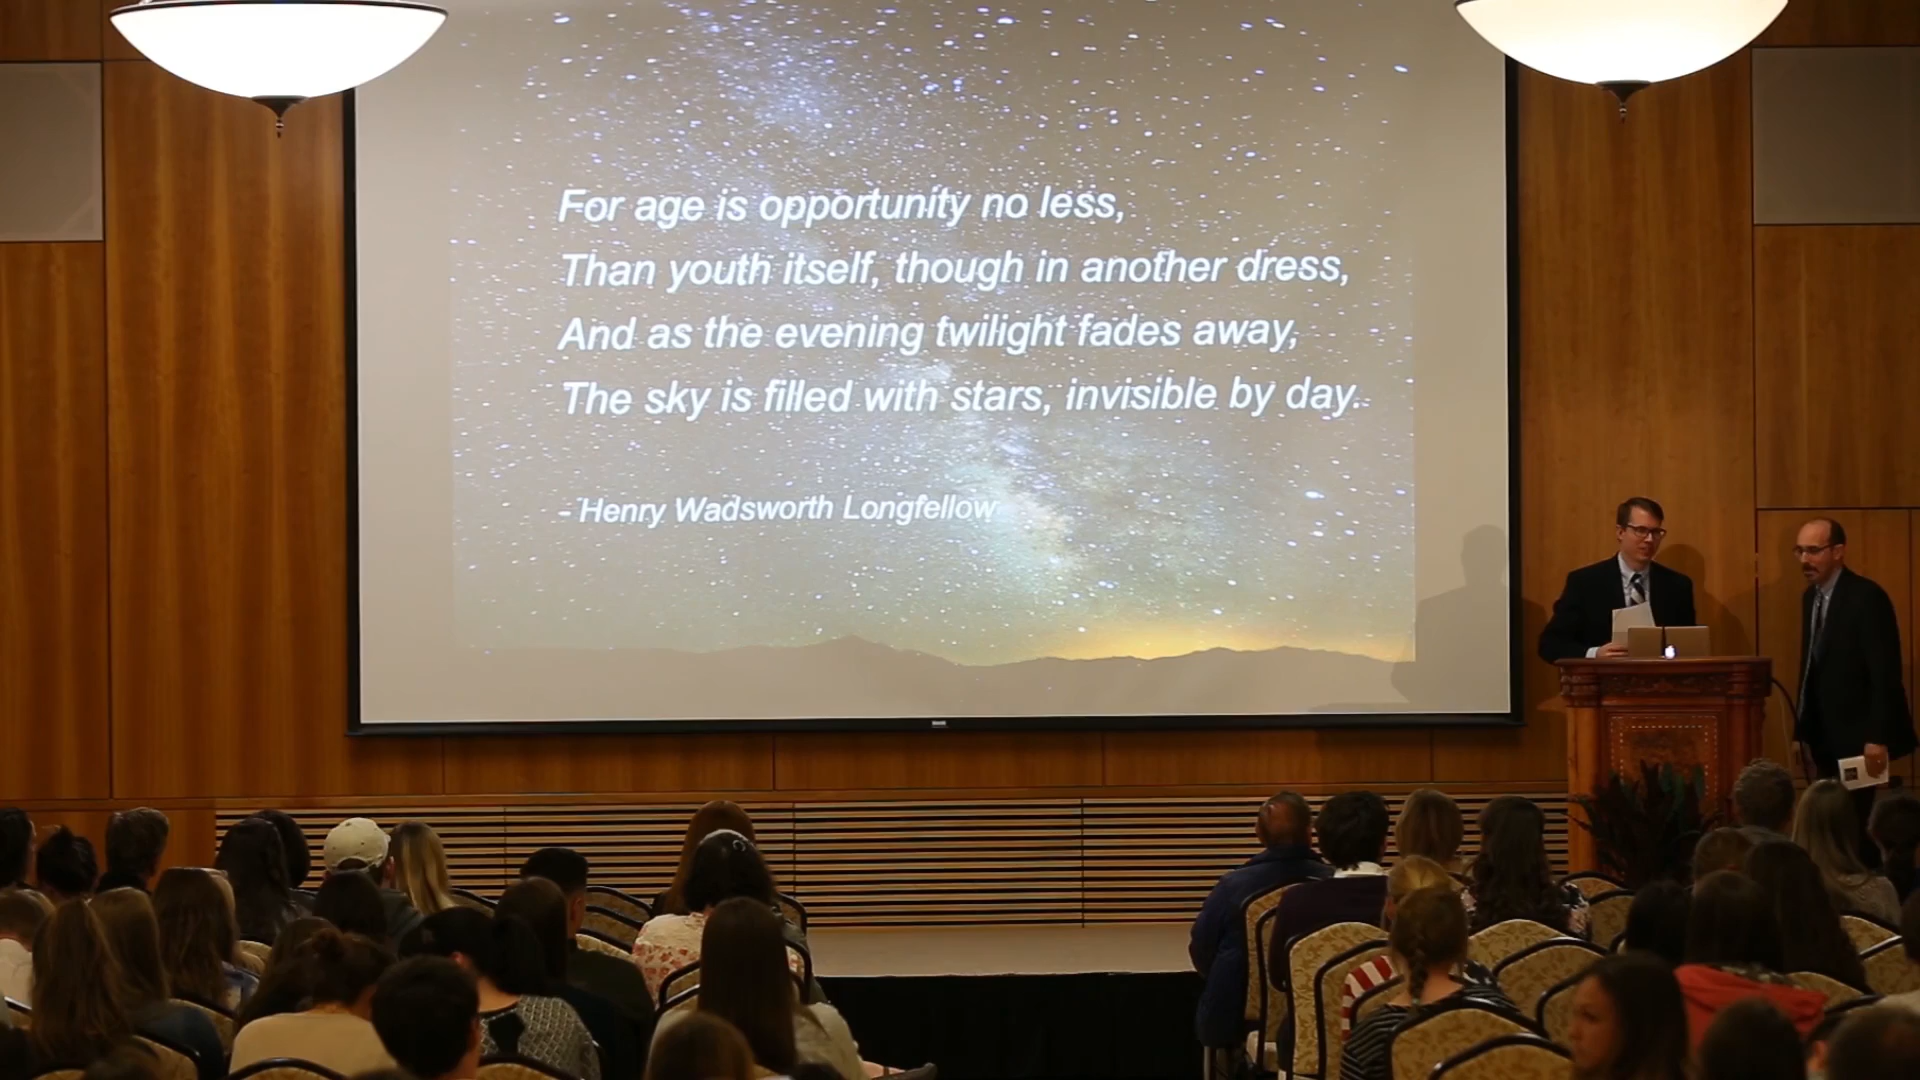 For age is opportunity no less,
Than youth itself, though in another dress,
And as the evening twilight fades away,
The sky is filled with stars, invisible by day.
- Henry Wadsworth Longfellow